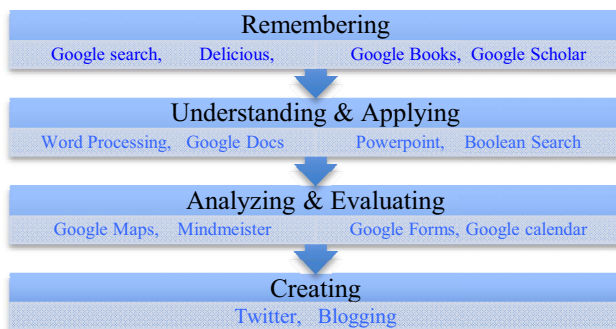 Remembering
Google search, Delicious, Google Books, Google Scholar
Understanding & Applying
Word Processing, Google Docs Powerpoint, Boolean Search
Analyzing & Evaluating
Google Maps, Mindmeister Google Forms, Google calendar
Creating
Twitter, Blogging